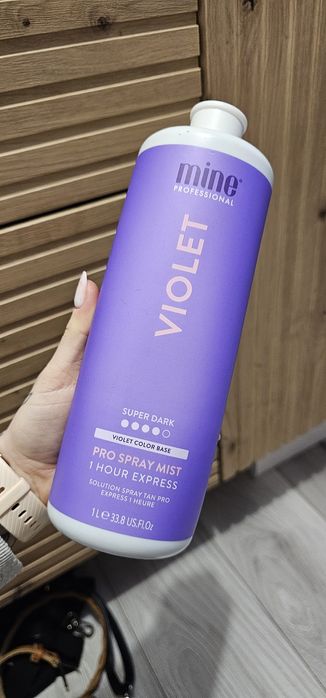 mine
PROFESSIONAL
VIOLET
SUPER DARK
VIOLET COLOR BASE
PRO SPRAY MIST
1 HOUR EXPRESS
SOLUTION SPRAY TAN PRO
EXPRESS 1 HEURE
1 L ℮ 33.8 US.Fl.Oz